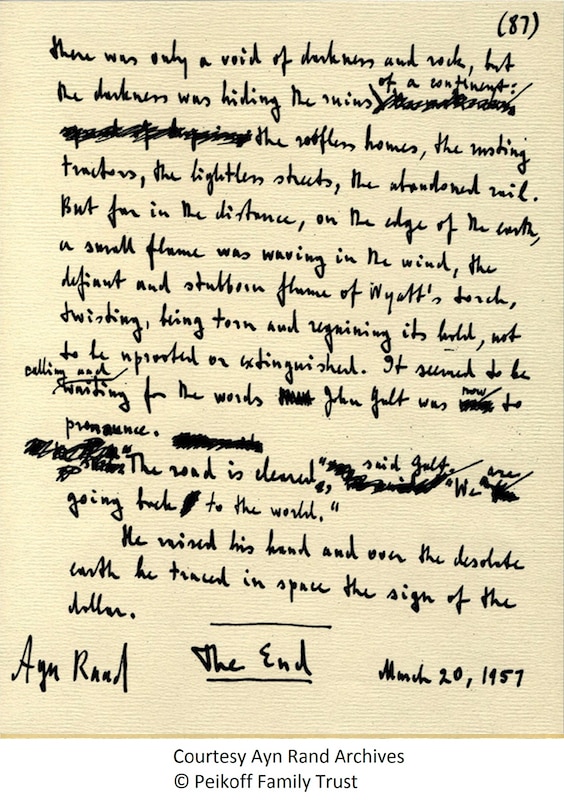 (87)
there was only a void of darkness and rock, but
of a continent:
the darkness was hiding the ruins
the roofless homes, the rusting
tractors, the lightless streets, the abandoned rail.
But far in the distance, on the edge of the earth,
a small flame was waving in the wind, the
defiant and stubborn flame of Wyatt's torch,
twisting, being torn and regaining its hold, not
to be uprooted or extinguished. It seemed to be
calling and
waiting for the words John Galt was now to
pronounce.
"The road is cleared", said Galt. "We are
going back to the world."
He raised his hand and over the desolate
earth he traced in space the sign of the
dollar.
Ayn Rand The End March 20, 1957
Courtesy Ayn Rand Archives
© Peikoff Family Trust